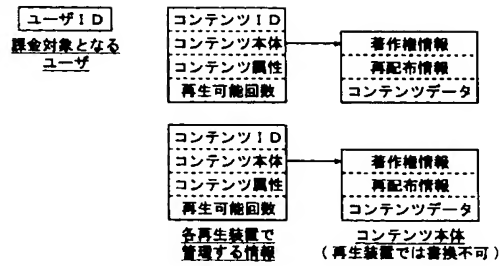 ユーザID
課金対象となる
ユーザ
コンテンツID
コンテンツ本体
コンテンツ属性
再生可能回数
著作権情報
再配布情報
コンテンツデータ
コンテンツID
コンテンツ本体
コンテンツ属性
再生可能回数
著作権情報
再配布情報
コンテンツデータ
各再生装置で
管理する情報
コンテンツ本体
(再生装置では書換不可)